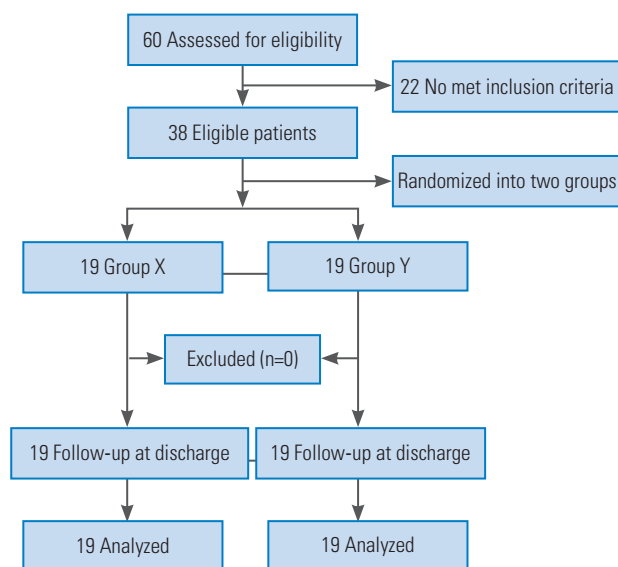 60 Assessed for eligibility
22 No met inclusion criteria
38 Eligible patients
Randomized into two groups
19 Group X
19 Group Y
Excluded (n=0)
19 Follow-up at discharge
19 Follow-up at discharge
19 Analyzed
19 Analyzed